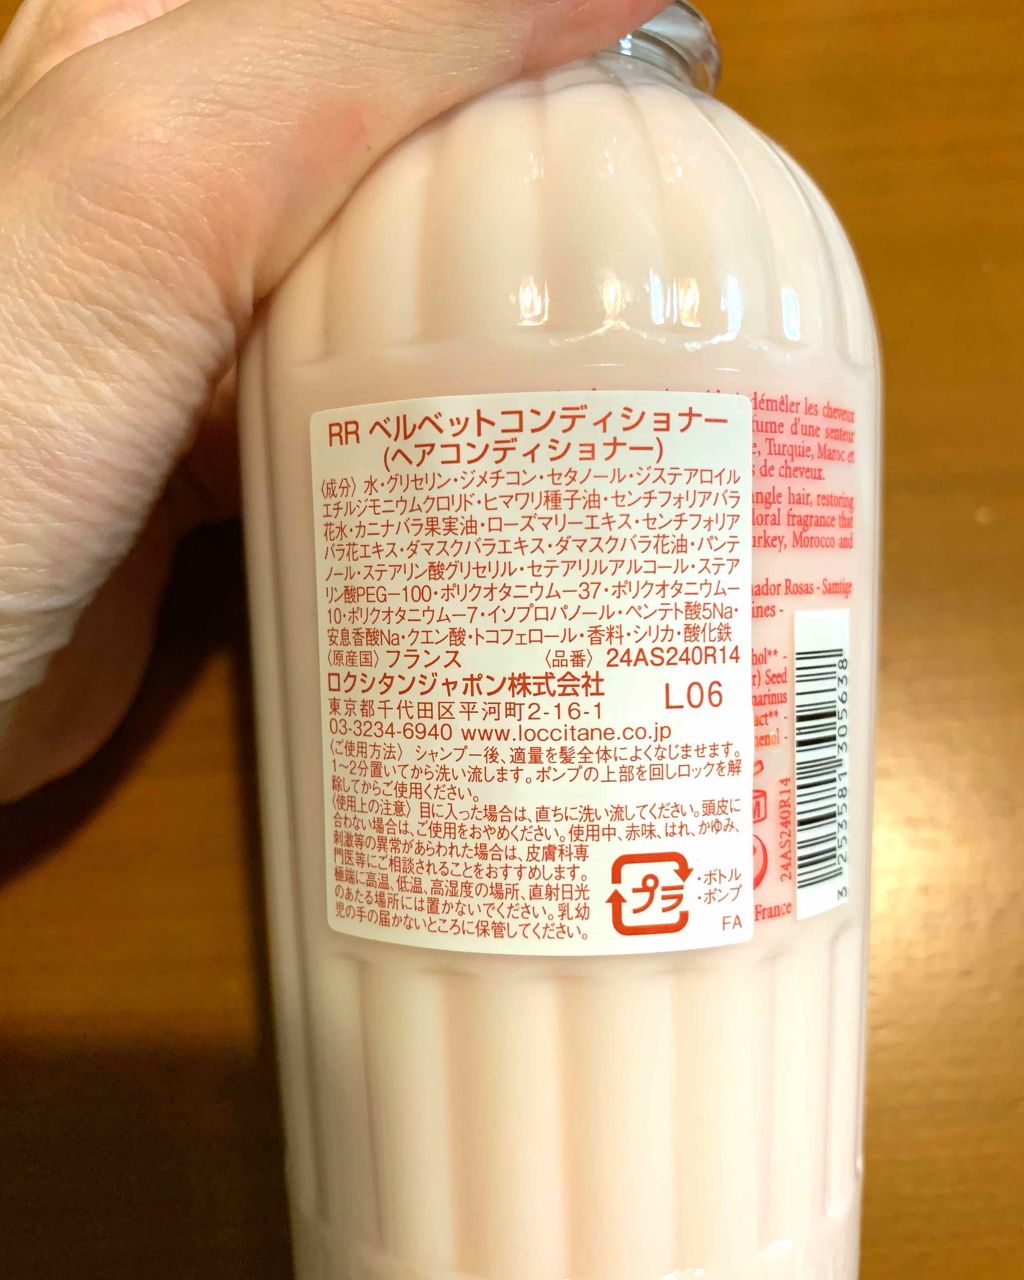 RR ベルベットコンディショナー
(ヘアコンディショナー)
〈成分〉水・グリセリン・ジメチコン・セタノール・ジステアロイル
エチルジモニウムクロリド・ヒマワリ種子油・センチフォリアバラ
花水・カニナバラ果実油・ローズマリーエキス・センチフォリア
バラ花エキス・ダマスクバラエキス・ダマスクバラ花油・パンテ
ノール・ステアリン酸グリセリル・セテアリルアルコール・ステア
リン酸PEG-100・ポリクオタニウム-37・ポリクオタニウム-
10・ポリクオタニウム-7・イソプロパノール・ペンテト酸5Na・
安息香酸Na・クエン酸・トコフェロール・香料・シリカ・酸化鉄
〈原産国〉フランス 〈品番〉24AS240R14
ロクシタンジャポン株式会社
東京都千代田区平河町2-16-1 L06
03-3234-6940 www.loccitane.co.jp
〈ご使用方法〉シャンプー後、適量を髪全体によくなじませます。
1~2分置いてから洗い流します。ポンプの上部を回しロックを解
除してからご使用ください。
〈使用上の注意〉目に入った場合は、直ちに洗い流してください。頭皮に
合わない場合は、ご使用をおやめください。使用中、赤味、はれ、かゆみ、
刺激等の異常があらわれた場合は、皮膚科専
門医等にご相談されることをおすすめします。
極端に高温、低温、高湿度の場所、直射日光
のあたる場所には置かないでください。乳幼
児の手の届かないところに保管してください。
プラ
・ボトル
・ポンプ
FA
démêler les cheveux
fume d'une senteur
Turquie, Maroc et
de cheveux.
angle hair, restoring
loral fragrance that
urkey, Morocco and
ador Rosas - Samtige
ines -
hol** -
r) Seed
marinus
act** -
henol -
24AS240R14
France
3 253581 305638